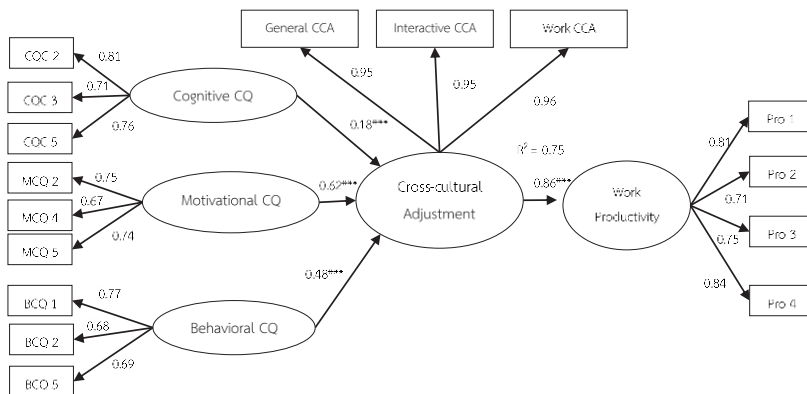 General CCA
Interactive CCA
Work CCA
COC 2
COC 3
COC 5
0.81
0.71
0.76
Cognitive CQ
0.95
0.95
0.96
0.18***
MCQ 2
MCQ 4
MCQ 5
0.75
0.67
0.74
Motivational CQ
0.62***
Cross-cultural
Adjustment
R² = 0.75
0.86***
Work
Productivity
0.81
0.71
0.75
0.84
Pro 1
Pro 2
Pro 3
Pro 4
BCQ 1
BCQ 2
BCQ 5
0.77
0.68
0.69
Behavioral CQ
0.48***